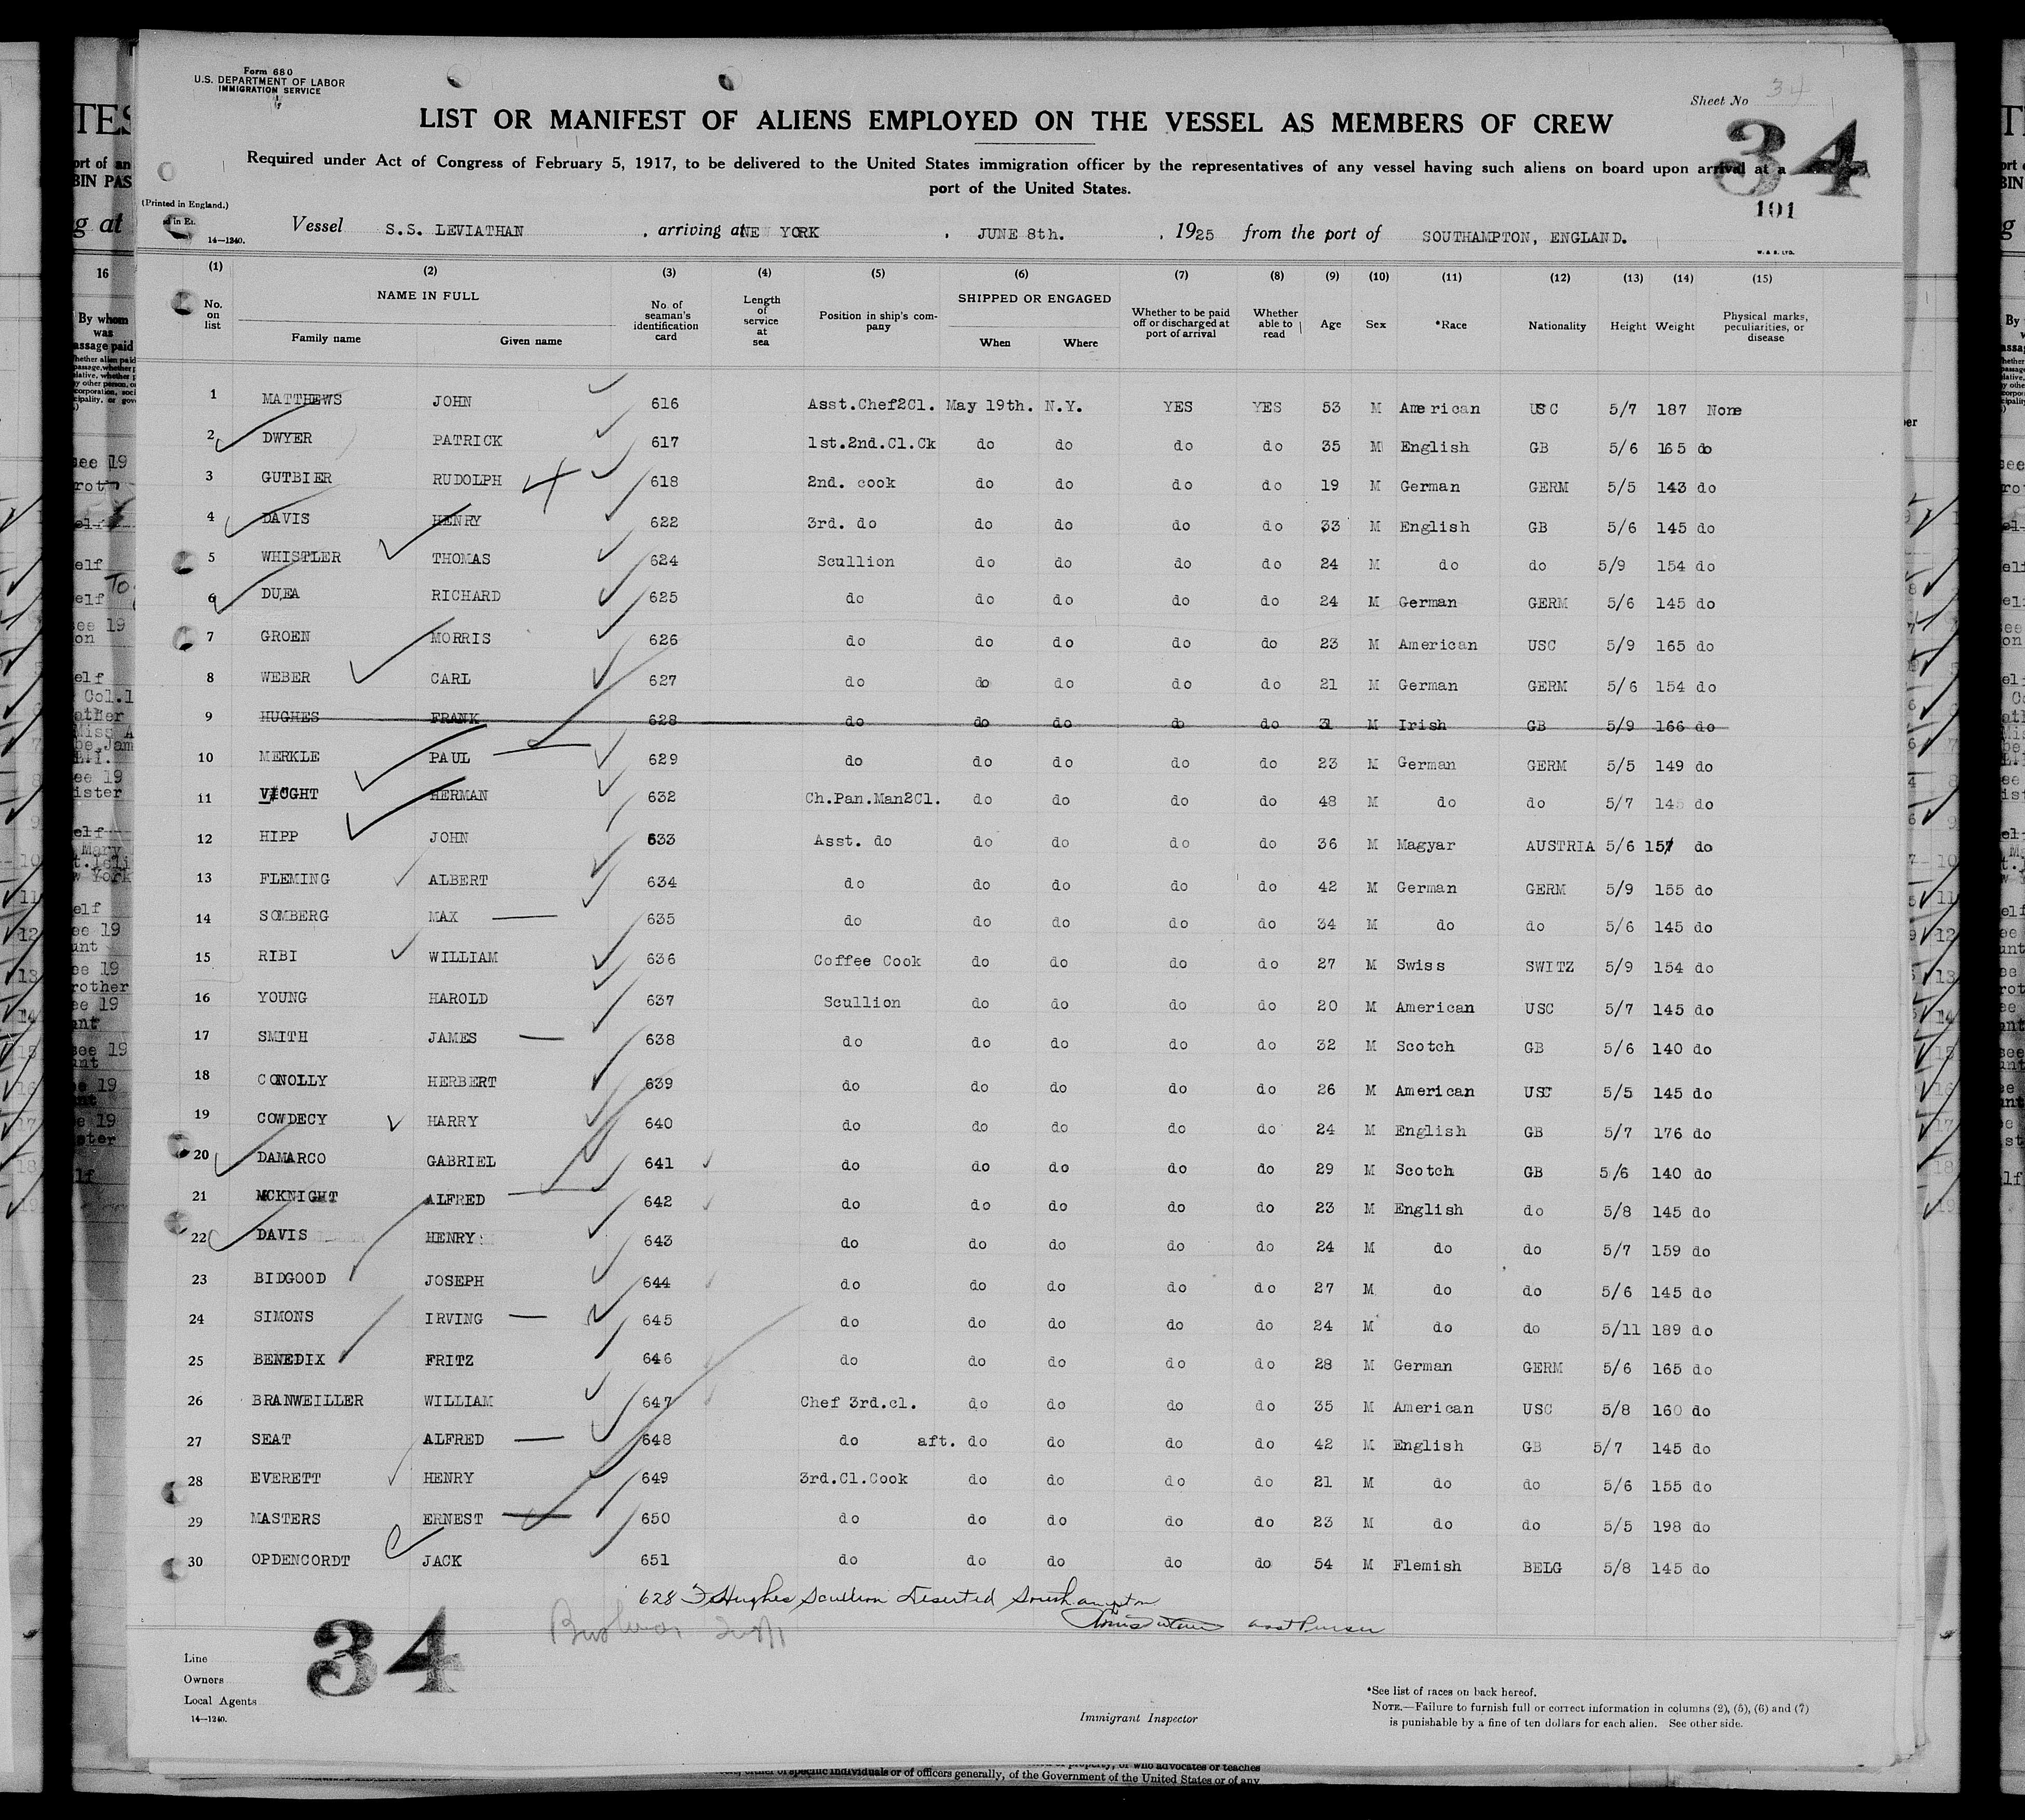 Form 680
U.S. DEPARTMENT OF LABOR
IMMIGRATION SERVICE
Sheet No 34
LIST OR MANIFEST OF ALIENS EMPLOYED ON THE VESSEL AS MEMBERS OF CREW
34
Required under Act of Congress of February 5, 1917, to be delivered to the United States immigration officer by the representatives of any vessel having such aliens on board upon arrival at a
port of the United States.
(Printed in England.)
101
14—1240.
Vessel S.S. LEVIATHAN , arriving at NEW YORK , JUNE 8th. , 1925 from the port of SOUTHAMPTON, ENGLAND.
W. & S. LTD.
(1) (2) (3) (4) (5) (6) (7) (8) (9) (10) (11) (12) (13) (14) (15)
No. on list NAME IN FULL Family name Given name No. of seaman's identification card Length of service at sea Position in ship's company SHIPPED OR ENGAGED When Where Whether to be paid off or discharged at port of arrival Whether able to read Age Sex *Race Nationality Height Weight Physical marks, peculiarities, or disease
1 MATTHEWS JOHN 616 Asst.Chef2Cl. May 19th. N.Y. YES YES 53 M American USC 5/7 187 None
2 DWYER PATRICK 617 1st.2nd.Cl.Ck do do do do 35 M English GB 5/6 165 do
3 GUTBIER RUDOLPH 618 2nd. cook do do do do 19 M German GERM 5/5 143 do
4 DAVIS HENRY 622 3rd. do do do do do 33 M English GB 5/6 145 do
5 WHISTLER THOMAS 624 Scullion do do do do 24 M do do 5/9 154 do
6 DUEA RICHARD 625 do do do do do 24 M German GERM 5/6 145 do
7 GROEN MORRIS 626 do do do do do 23 M American USC 5/9 165 do
8 WEBER CARL 627 do do do do do 21 M German GERM 5/6 154 do
9 HUGHES FRANK 628 do do do do do 31 M Irish GB 5/9 166 do
10 MERKLE PAUL 629 do do do do do 23 M German GERM 5/5 149 do
11 HERMAN 632 Ch.Pan.Man2Cl. do do do do 48 M do do 5/7 145 do
12 HIPP JOHN 633 Asst. do do do do do 36 M Magyar AUSTRIA 5/6 157 do
13 FLEMING ALBERT 634 do do do do do 42 M German GERM 5/9 155 do
14 SOMBERG MAX 635 do do do do do 34 M do do 5/6 145 do
15 RIBI WILLIAM 636 Coffee Cook do do do do 27 M Swiss SWITZ 5/9 154 do
16 YOUNG HAROLD 637 Scullion do do do do 20 M American USC 5/7 145 do
17 SMITH JAMES 638 do do do do do 32 M Scotch GB 5/6 140 do
18 CONOLLY HERBERT 639 do do do do do 26 M American USC 5/5 145 do
19 COWDECY HARRY 640 do do do do do 24 M English GB 5/7 176 do
20 DAMARCO GABRIEL 641 do do do do do 29 M Scotch GB 5/6 140 do
21 MCKNIGHT ALFRED 642 do do do do do 23 M English do 5/8 145 do
22 DAVIS HENRY 643 do do do do do 24 M do do 5/7 159 do
23 BIDGOOD JOSEPH 644 do do do do do 27 M do do 5/6 145 do
24 SIMONS IRVING 645 do do do do do 24 M do do 5/11 189 do
25 BENEDIX FRITZ 646 do do do do do 28 M German GERM 5/6 165 do
26 BRANWEILLER WILLIAM 647 Chef 3rd.cl. do do do do 35 M American USC 5/8 160 do
27 SEAT ALFRED 648 do aft. do do do do 42 M English GB 5/7 145 do
28 EVERETT HENRY 649 3rd.Cl.Cook do do do do 21 M do do 5/6 155 do
29 MASTERS ERNEST 650 do do do do do 23 M do do 5/5 198 do
30 OPDENCORDT JACK 651 do do do do do 54 M Flemish BELG 5/8 145 do
628 F Hughes Scullion Deserted Southampton
asst Purser
34
Line
Owners
Local Agents
14—1240.
Immigrant Inspector
*See list of races on back hereof.
NOTE.—Failure to furnish full or correct information in columns (2), (5), (6) and (7)
is punishable by a fine of ten dollars for each alien. See other side.
of specific individuals or of officers generally, of the Government of the United States or of any